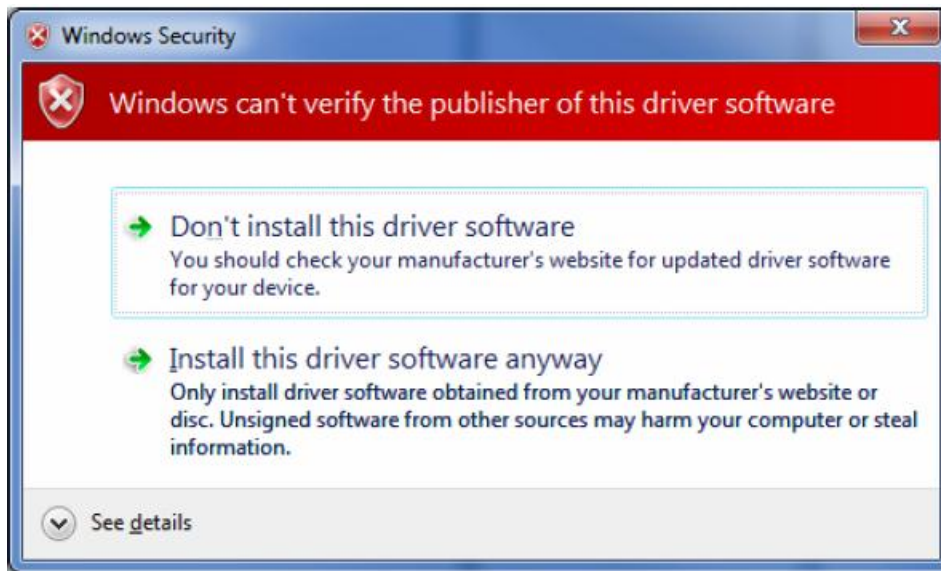 Windows Security
Windows can't verify the publisher of this driver software
Don't install this driver software
You should check your manufacturer's website for updated driver software
for your device.
Install this driver software anyway
Only install driver software obtained from your manufacturer's website or
disc. Unsigned software from other sources may harm your computer or steal
information.
See details